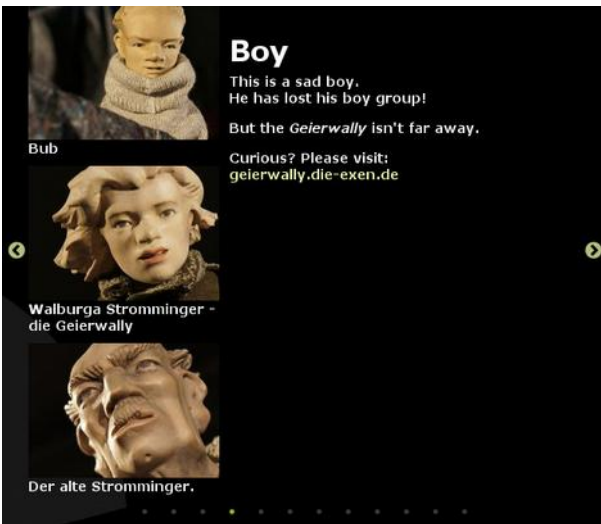 Boy
This is a sad boy.
He has lost his boy group!
But the Geierwally isn't far away.
Curious? Please visit:
geierwally.die-exen.de
Bub
Walburga Stromminger -
die Geierwally
Der alte Stromminger.